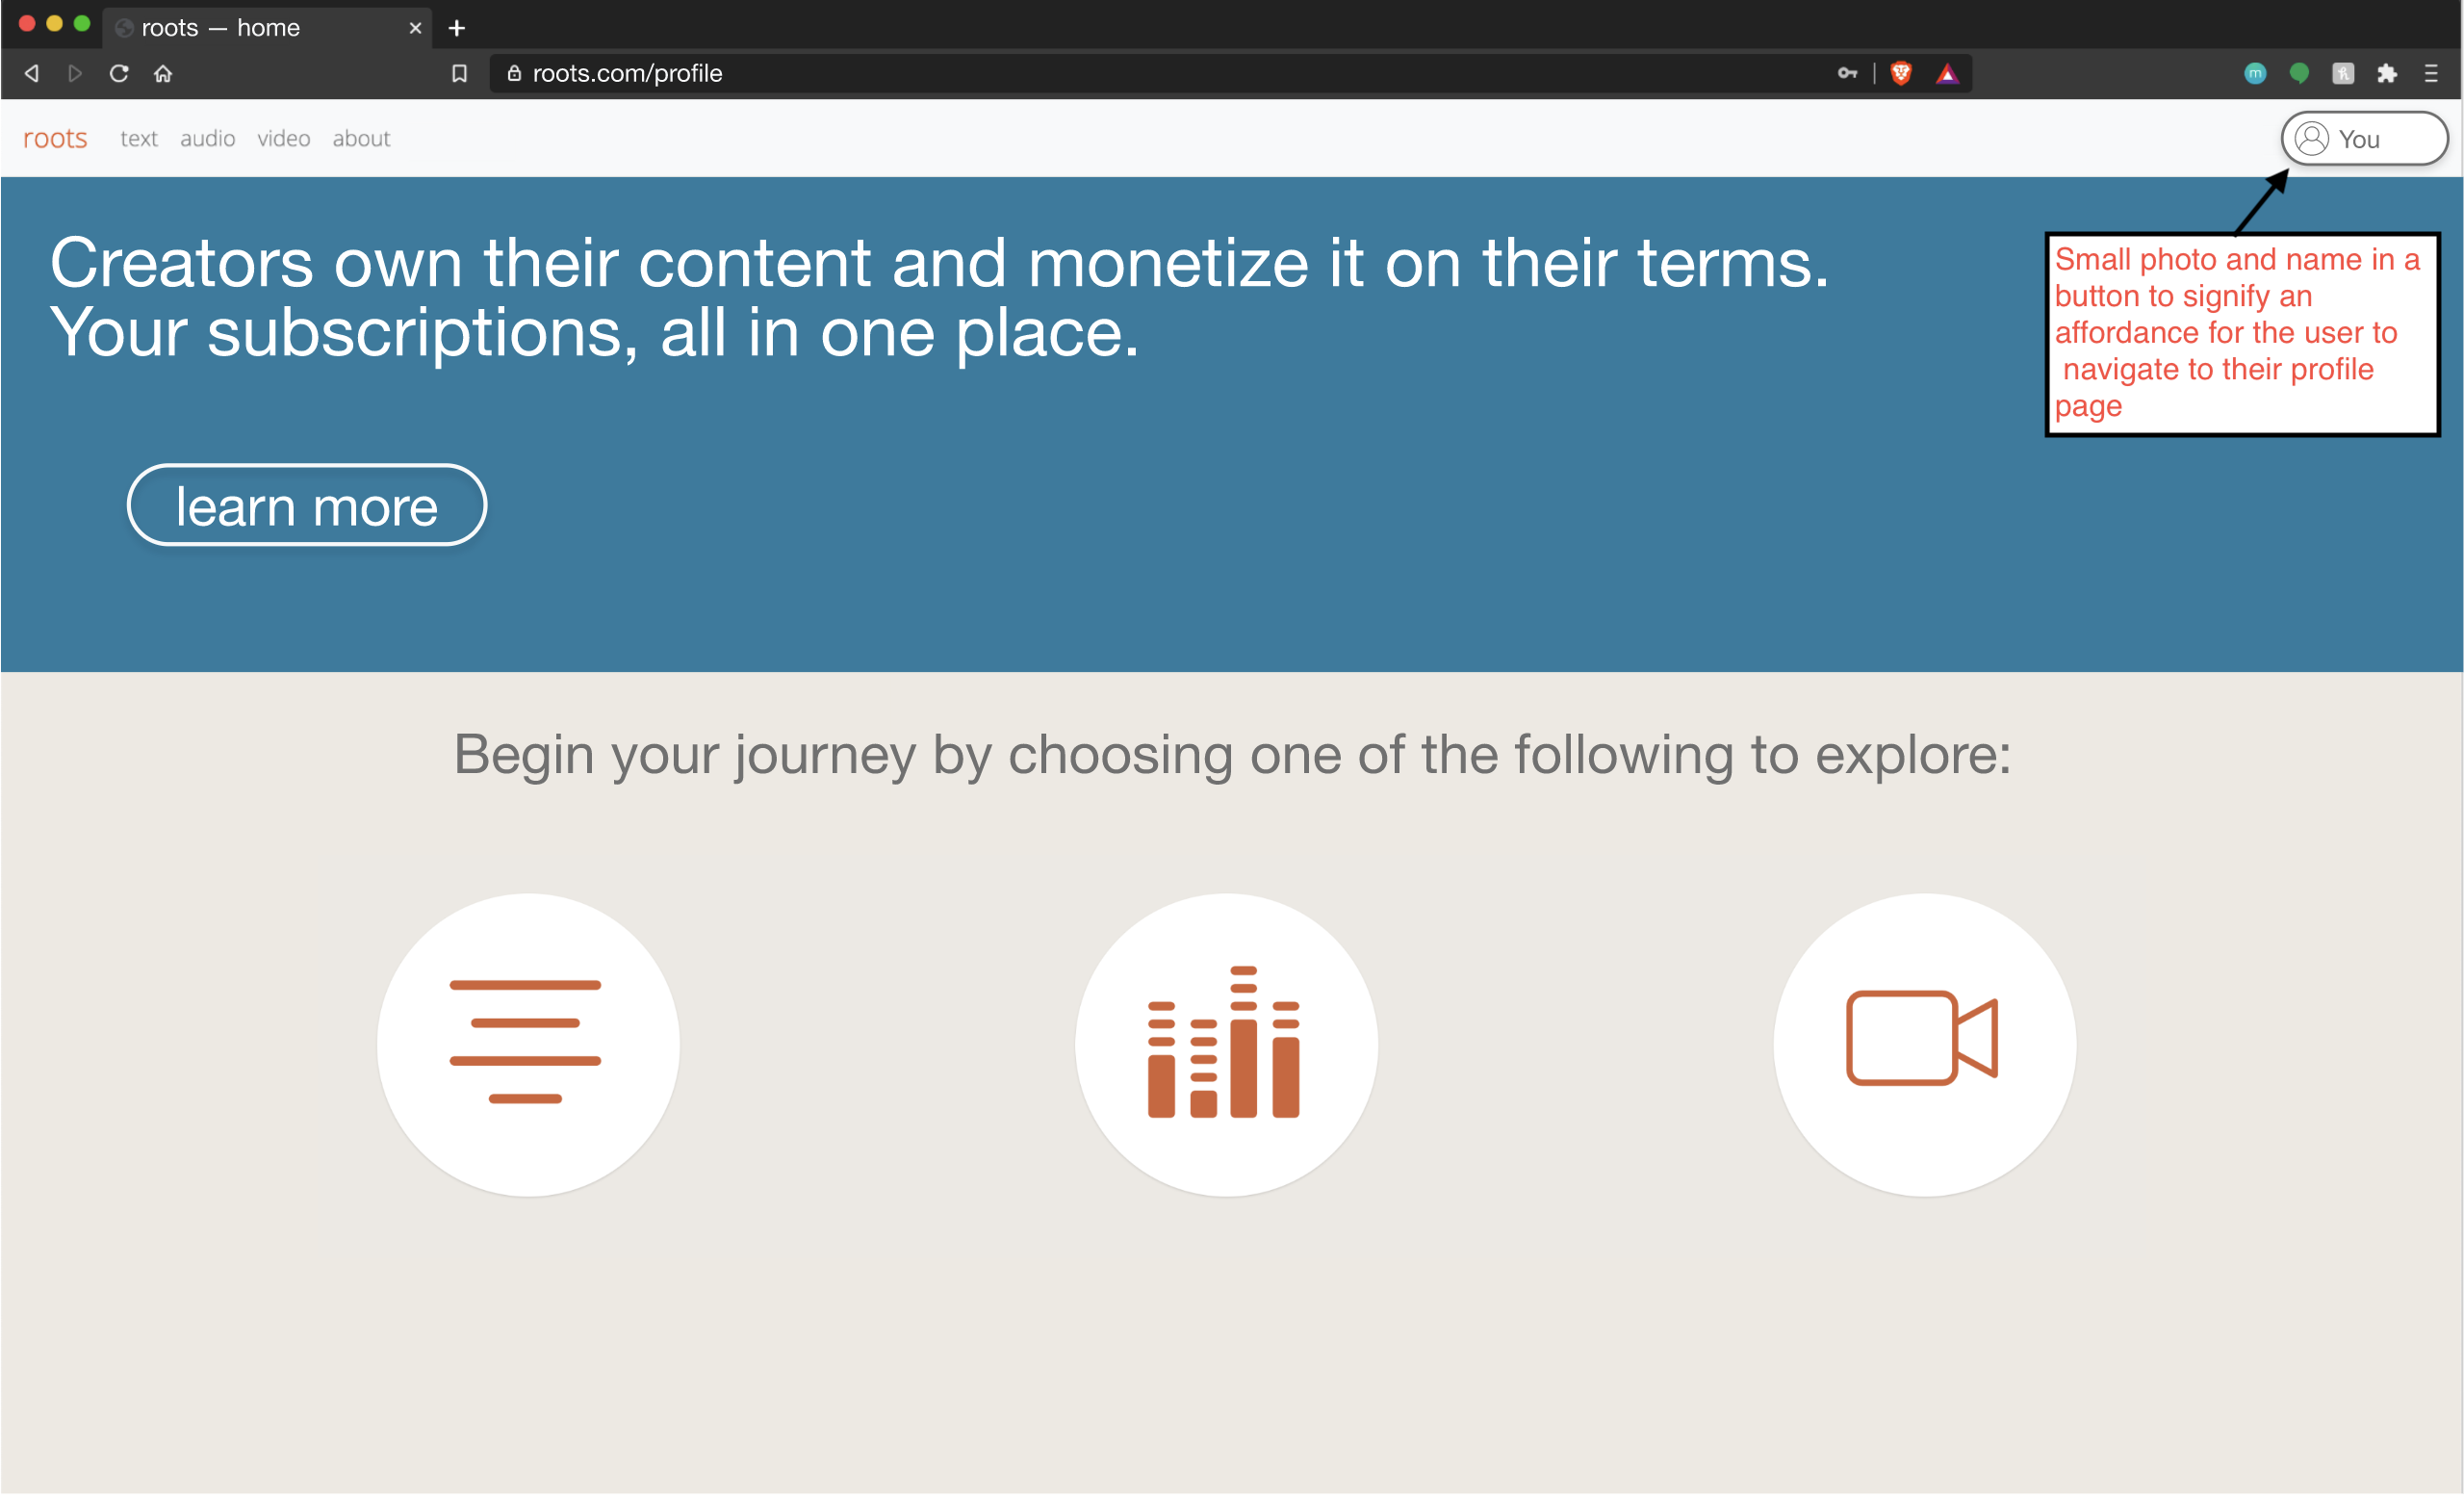 roots — home
roots.com/profile
m
roots text audio video about
You
Creators own their content and monetize it on their terms.
Your subscriptions, all in one place.
Small photo and name in a
button to signify an
affordance for the user to
navigate to their profile
page
learn more
Begin your journey by choosing one of the following to explore: